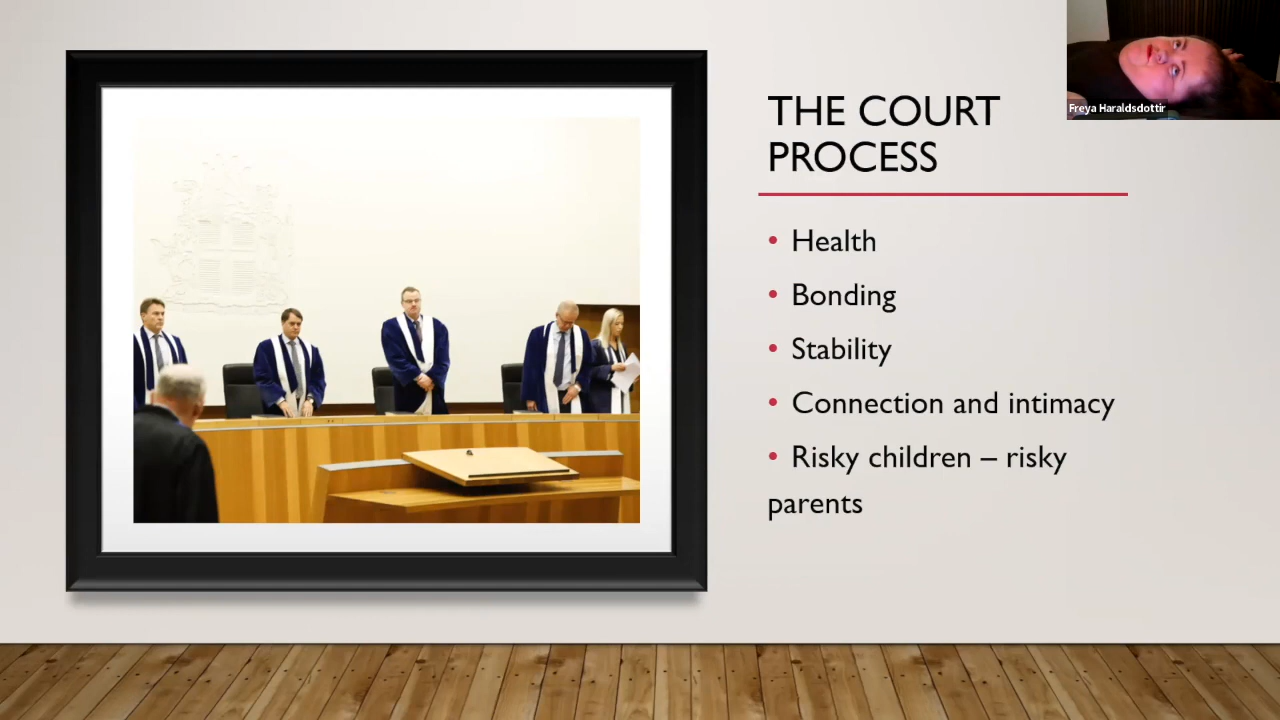 THE COURT
PROCESS
Freya Haraldsdottir
• Health
• Bonding
• Stability
• Connection and intimacy
• Risky children – risky
parents